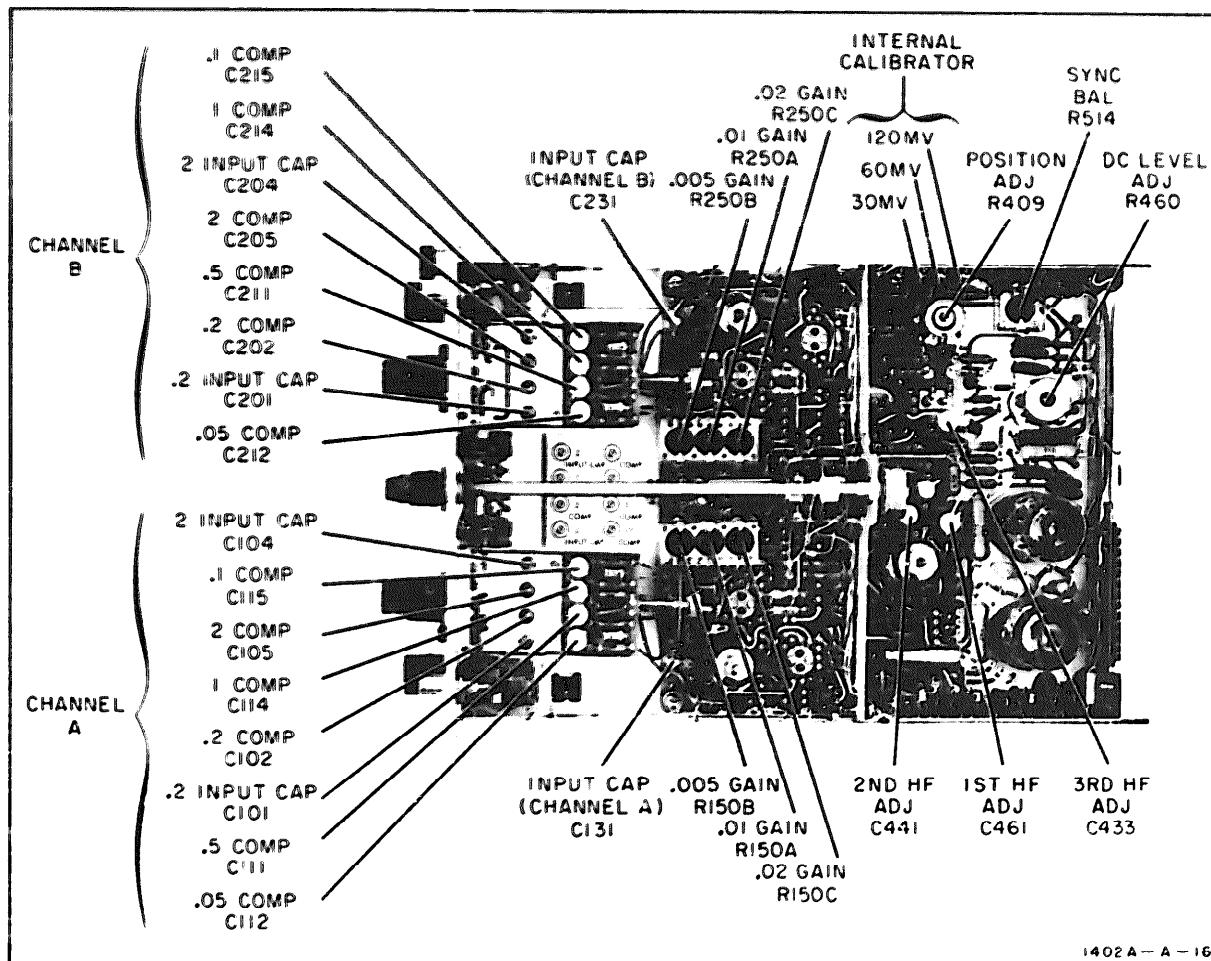 CHANNEL
B
.1 COMP
C215
1 COMP
C214
2 INPUT CAP
C204
2 COMP
C205
.5 COMP
C211
.2 COMP
C202
.2 INPUT CAP
C201
.05 COMP
C212
CHANNEL
A
2 INPUT CAP
C104
.1 COMP
C115
2 COMP
C105
1 COMP
C114
.2 COMP
C102
.2 INPUT CAP
C101
.5 COMP
C111
.05 COMP
C112
INPUT CAP
(CHANNEL B)
C231
.005 GAIN
R250B
.01 GAIN
R250A
.02 GAIN
R250C
INTERNAL
CALIBRATOR
120MV
60MV
30MV
POSITION
ADJ
R409
SYNC
BAL
R514
DC LEVEL
ADJ
R460
COMP
INPUT CAP
INPUT CAP
(CHANNEL A)
C131
.005 GAIN
R150B
.01 GAIN
R150A
.02 GAIN
R150C
2ND HF
ADJ
C441
1ST HF
ADJ
C461
3RD HF
ADJ
C433
1402A-A-16